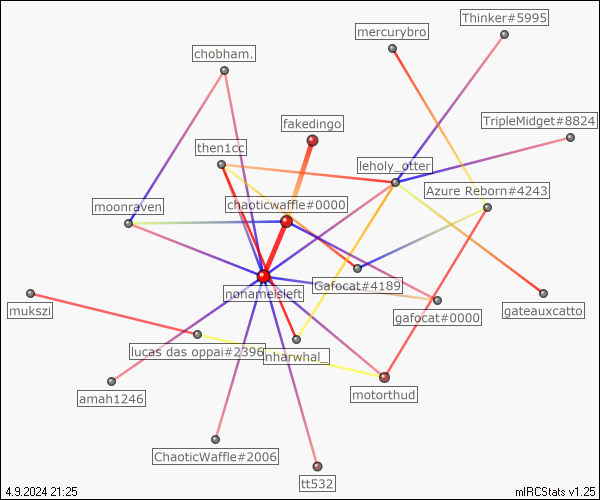 Thinker#5995
mercurybro
chobham.
TripleMidget#8824
fakedingo
then1cc
leholy_otter
Azure Reborn#4243
chaoticwaffle#0000
moonraven
Gafocat#4189
nonameisleft
mukszi
gateauxcatto
gafocat#0000
lucas das oppai#2396
nharwhal_
amah1246
motorthud
ChaoticWaffle#2006
tt532
4.9.2024 21:25
mIRCStats v1.25